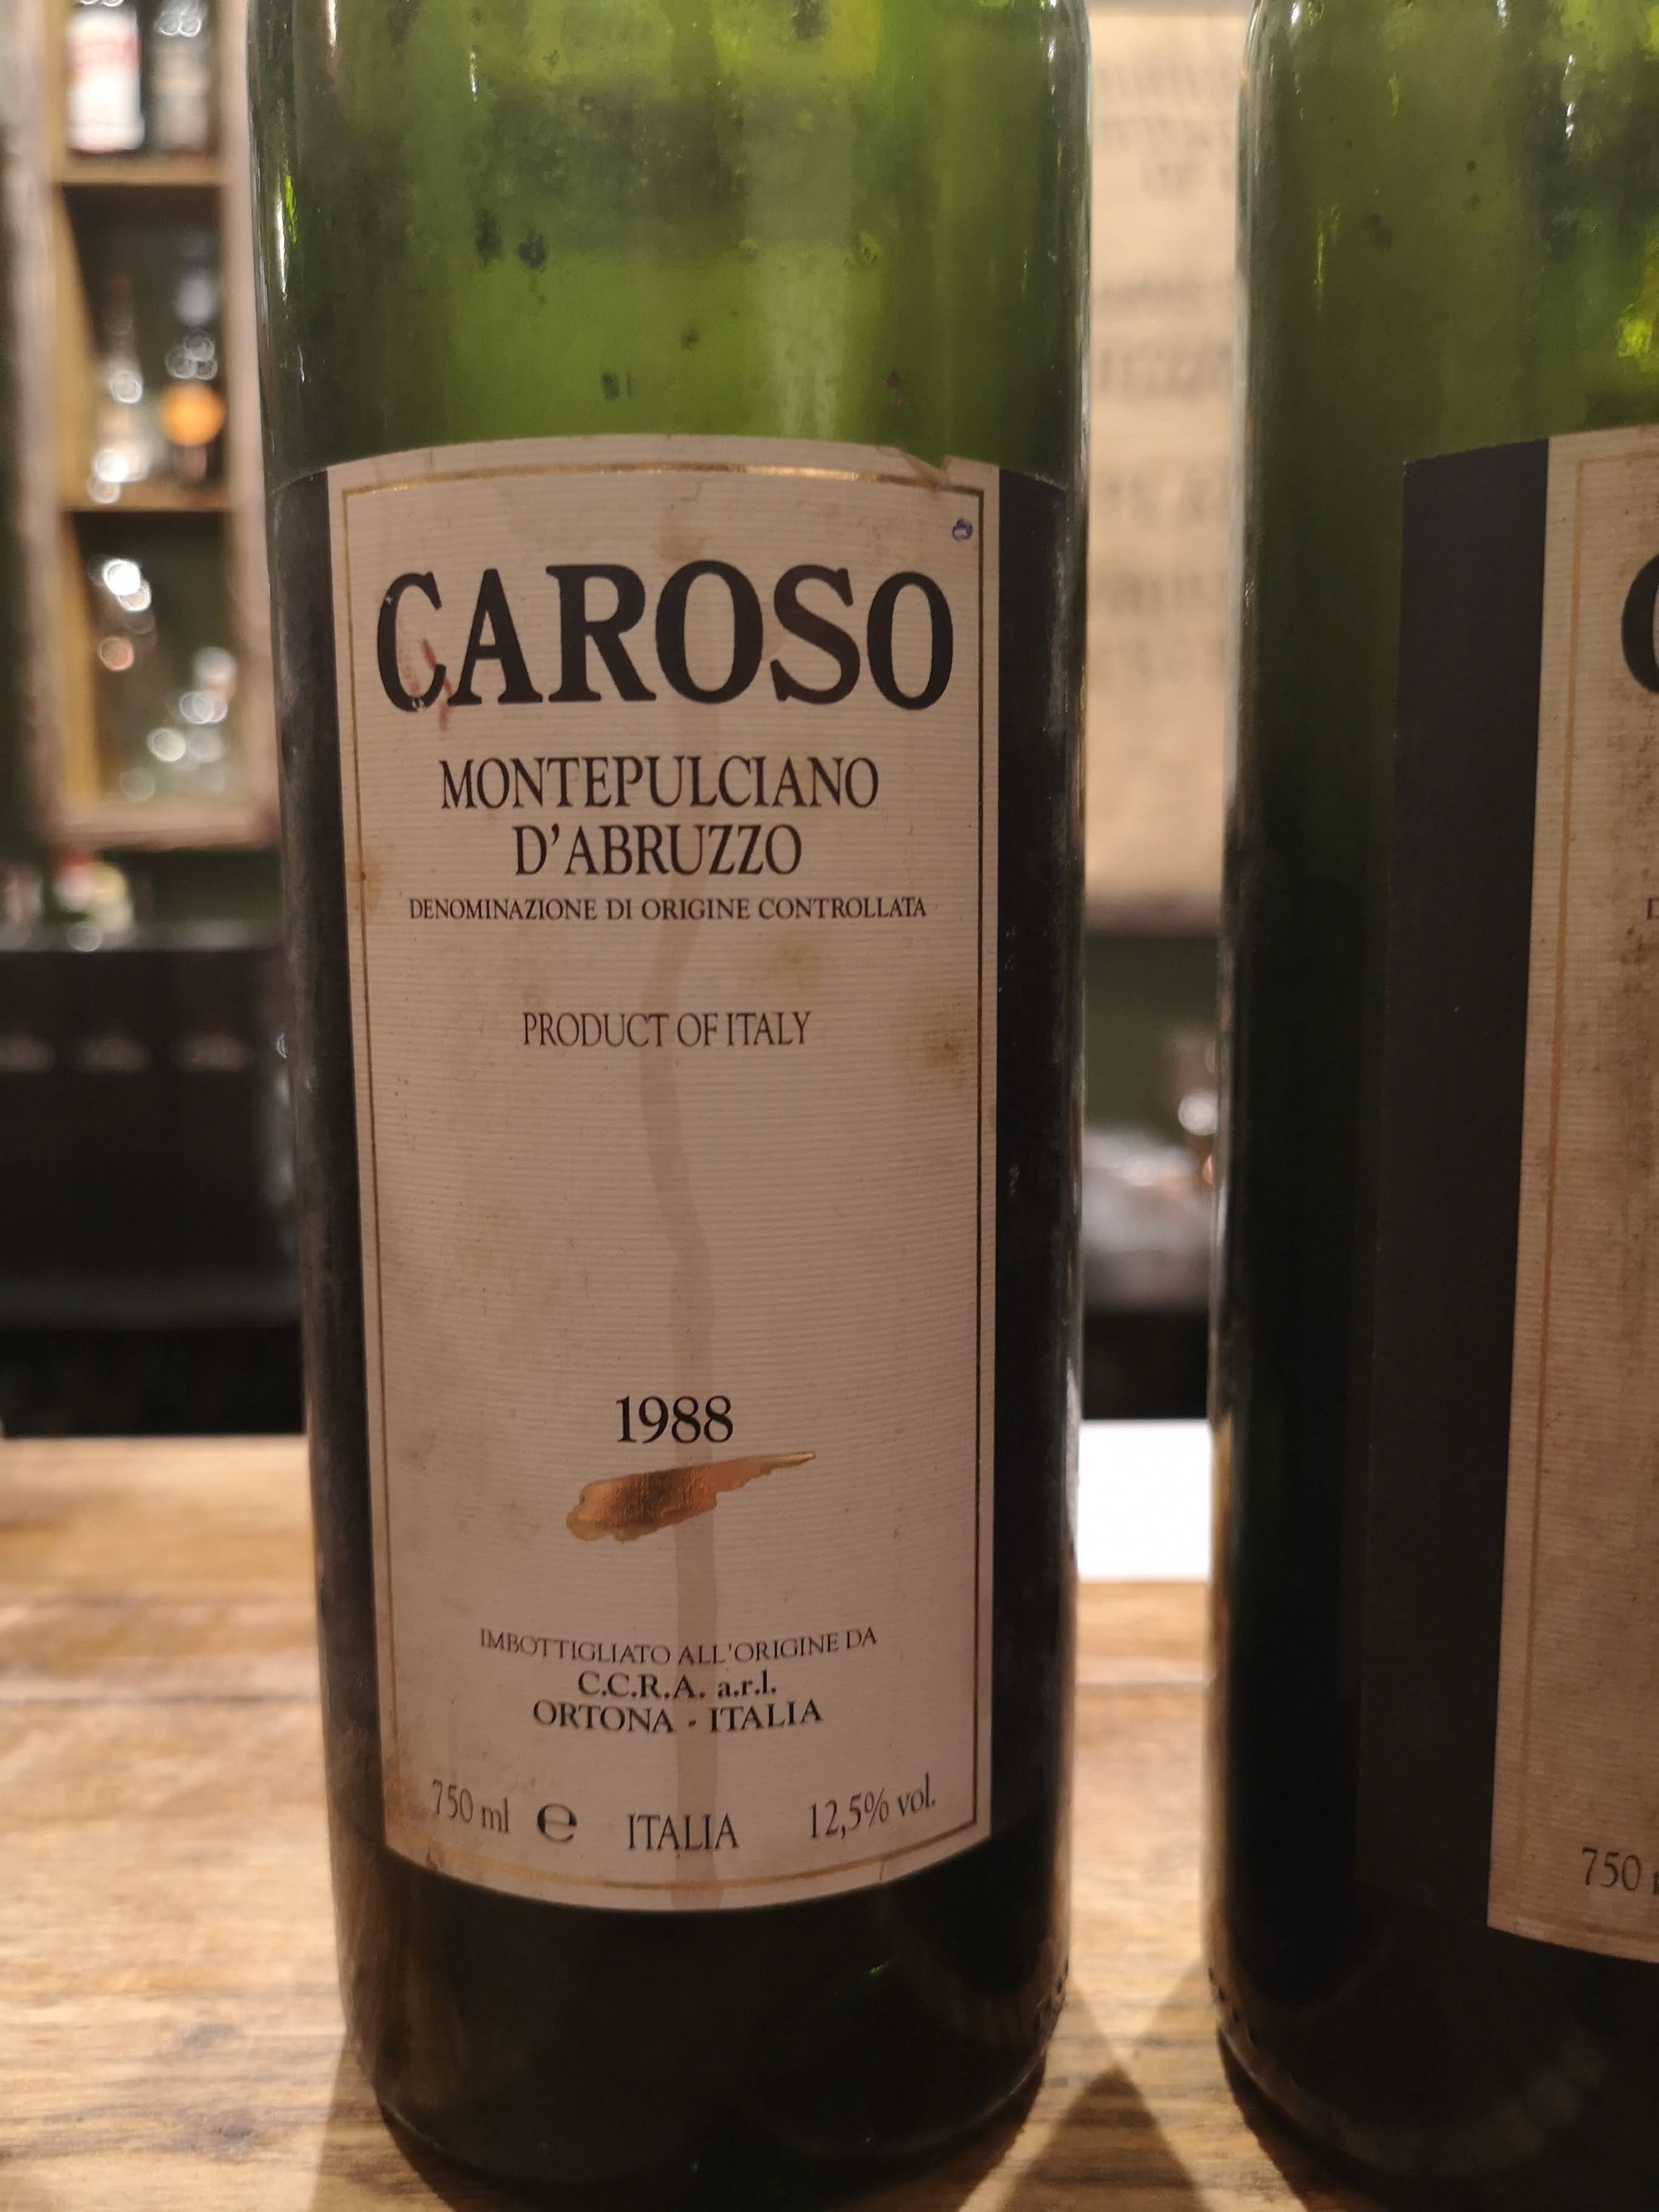 CAROSO
MONTEPULCIANO
D'ABRUZZO
DENOMINAZIONE DI ORIGINE CONTROLLATA
PRODUCT OF ITALY
1988
IMBOTTIGLIATO ALL'ORIGINE DA
C.C.R.A. a.r.l.
ORTONA - ITALIA
750 ml e ITALIA 12,5% vol.
750